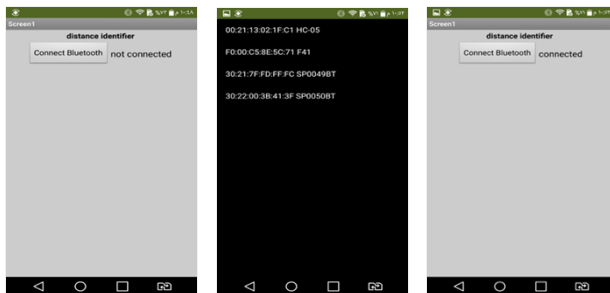 Screen1
distance identifier
Connect Bluetooth not connected
00:21:13:02:1F:C1 HC-05
F0:00:C5:8E:5C:71 F41
30:21:7F:FD:FF:FC SP0049BT
30:22:00:3B:41:3F SP0050BT
Screen1
distance identifier
Connect Bluetooth connected